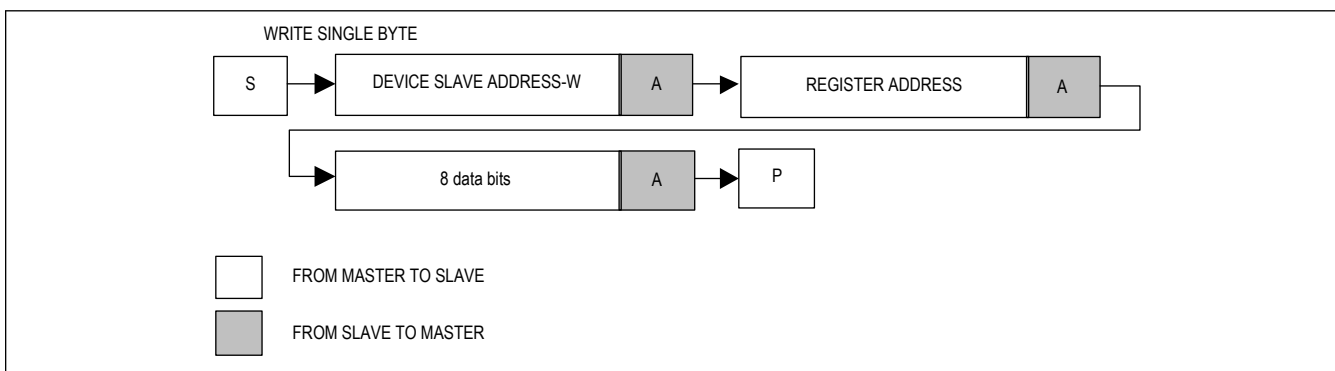 WRITE SINGLE BYTE
S DEVICE SLAVE ADDRESS-W A REGISTER ADDRESS A
8 data bits A P
FROM MASTER TO SLAVE
FROM SLAVE TO MASTER